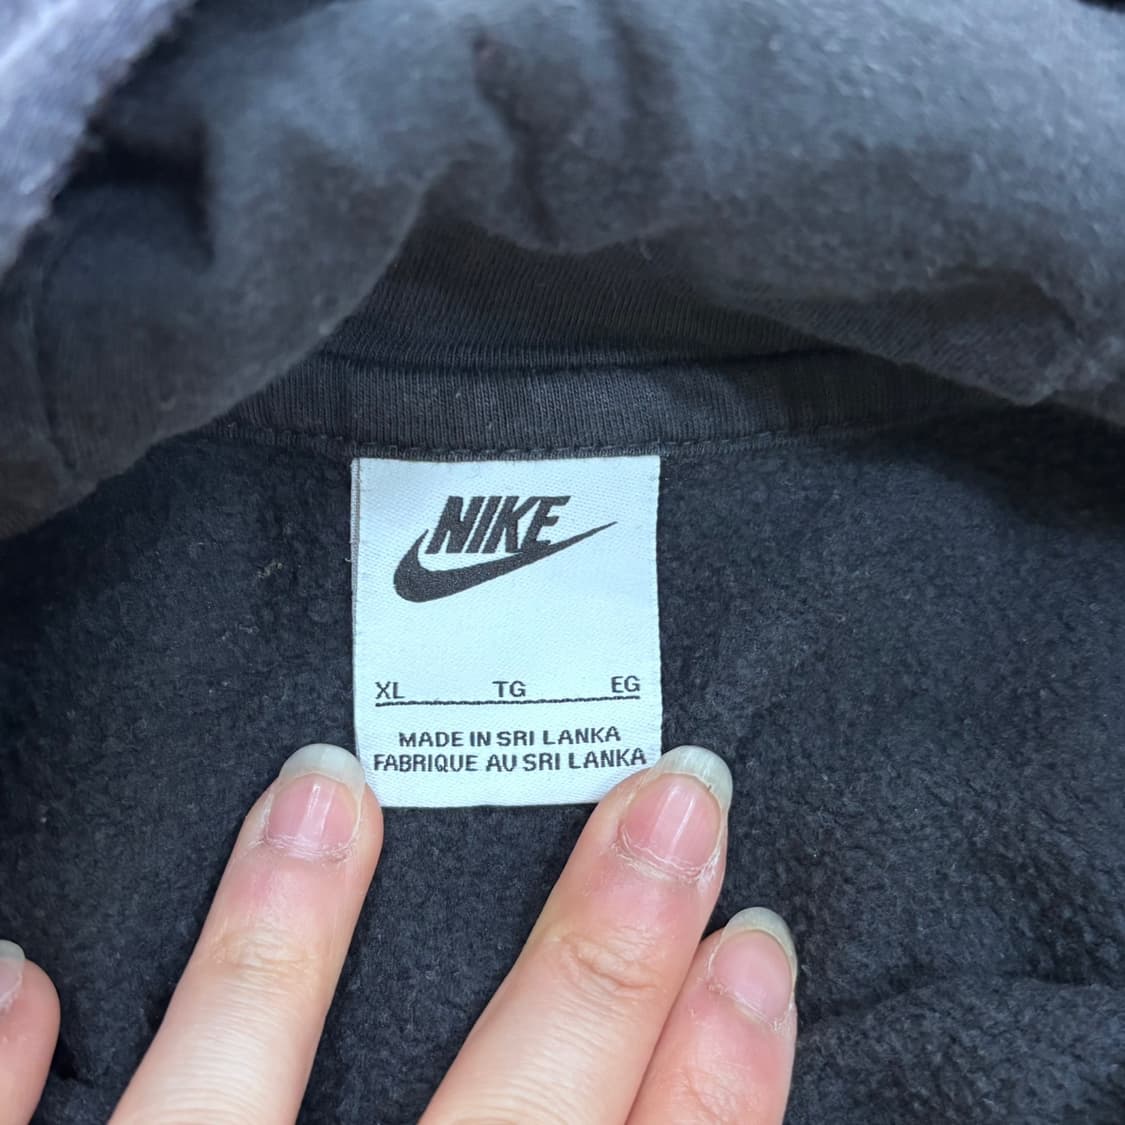 NIKE
XL TG EG
MADE IN SRI LANKA
FABRIQUE AU SRI LANKA